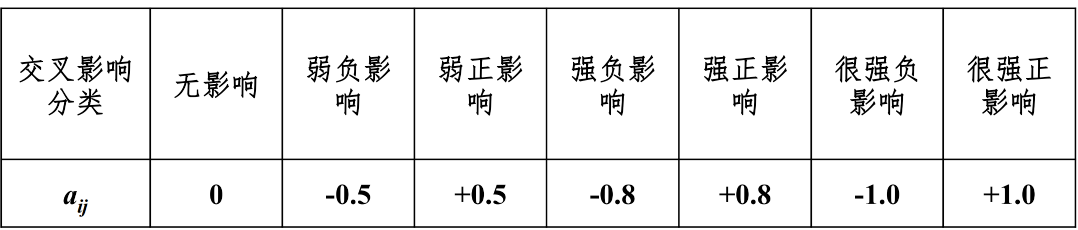 交叉影响分类 无影响 弱负影响 弱正影响 强负影响 强正影响 很强负影响 很强正影响
aij 0 -0.5 +0.5 -0.8 +0.8 -1.0 +1.0